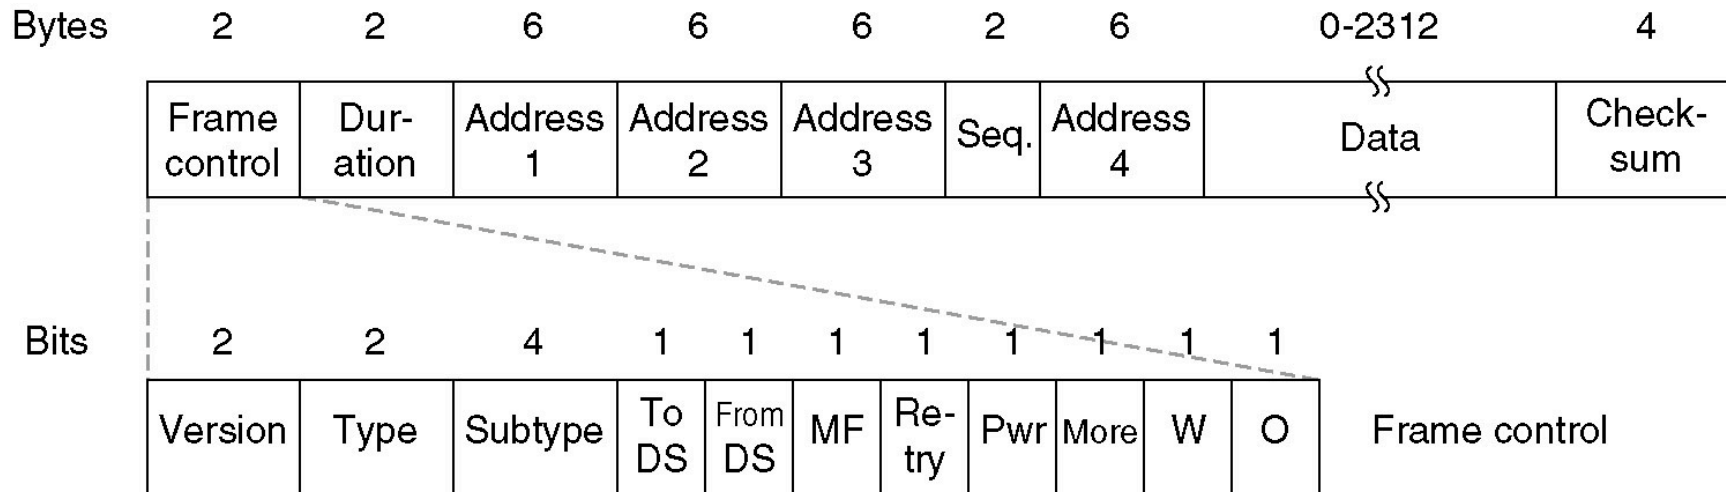 Bytes 2 2 6 6 6 2 6 0-2312 4
Frame control Dur- ation Address 1 Address 2 Address 3 Seq. Address 4 Data Check- sum
Bits 2 2 4 1 1 1 1 1 1 1 1
Version Type Subtype To DS From DS MF Re- try Pwr More W O Frame control